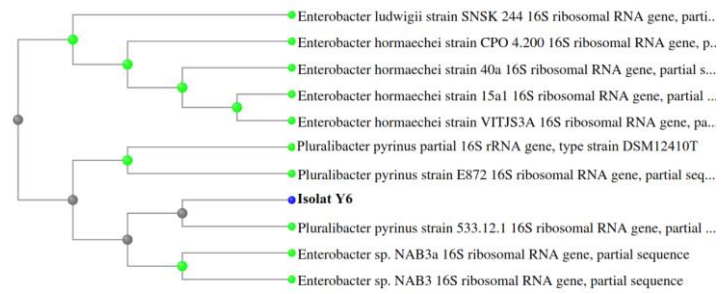 Enterobacter ludwigii strain SNSK 244 16S ribosomal RNA gene, parti..
Enterobacter hormaechei strain CPO 4.200 16S ribosomal RNA gene, p...
Enterobacter hormaechei strain 40a 16S ribosomal RNA gene, partial s...
Enterobacter hormaechei strain 15a1 16S ribosomal RNA gene, partial ...
Enterobacter hormaechei strain VITJS3A 16S ribosomal RNA gene, pa...
Pluralibacter pyrinus partial 16S rRNA gene, type strain DSM12410T
Pluralibacter pyrinus strain E872 16S ribosomal RNA gene, partial seq...
Isolat Y6
Pluralibacter pyrinus strain 533.12.1 16S ribosomal RNA gene, partial ...
Enterobacter sp. NAB3a 16S ribosomal RNA gene, partial sequence
Enterobacter sp. NAB3 16S ribosomal RNA gene, partial sequence